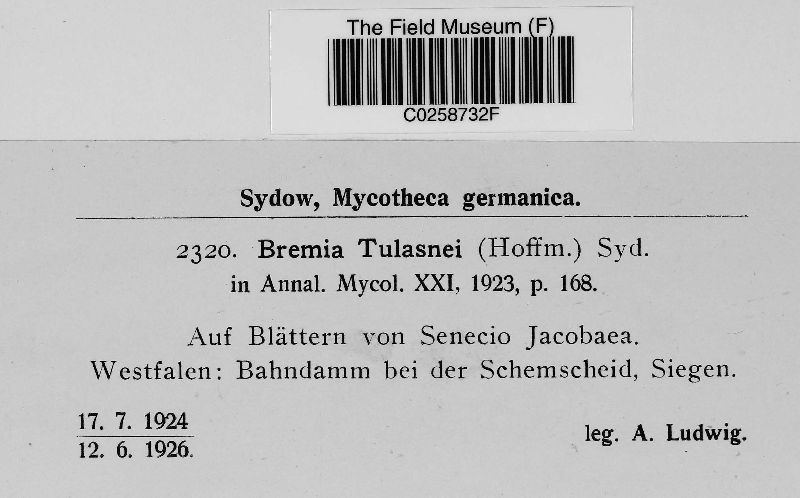 The Field Museum (F)
C0258732F
Sydow, Mycotheca germanica.
2320. Bremia Tulasnei (Hoffm.) Syd.
in Annal. Mycol. XXI, 1923, p. 168.
Auf Blättern von Senecio Jacobaea.
Westfalen: Bahndamm bei der Schemscheid, Siegen.
17. 7. 1924
12. 6. 1926.
leg. A. Ludwig.